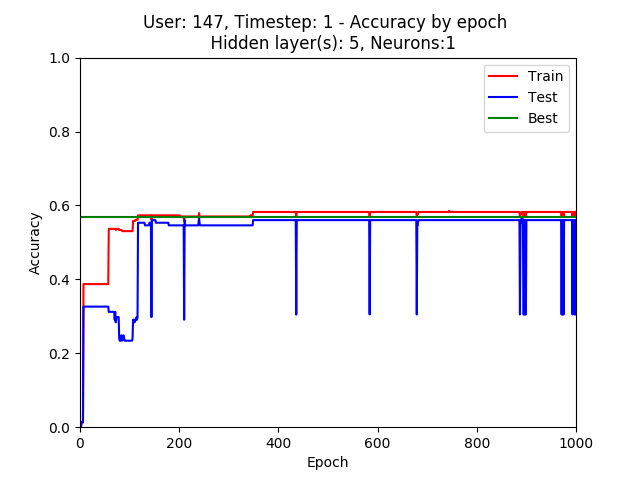 User: 147, Timestep: 1 - Accuracy by epoch
Hidden layer(s): 5, Neurons:1
Train
Test
Best
1.0
0.8
0.6
0.4
0.2
0.0
Accuracy
0 200 400 600 800 1000
Epoch